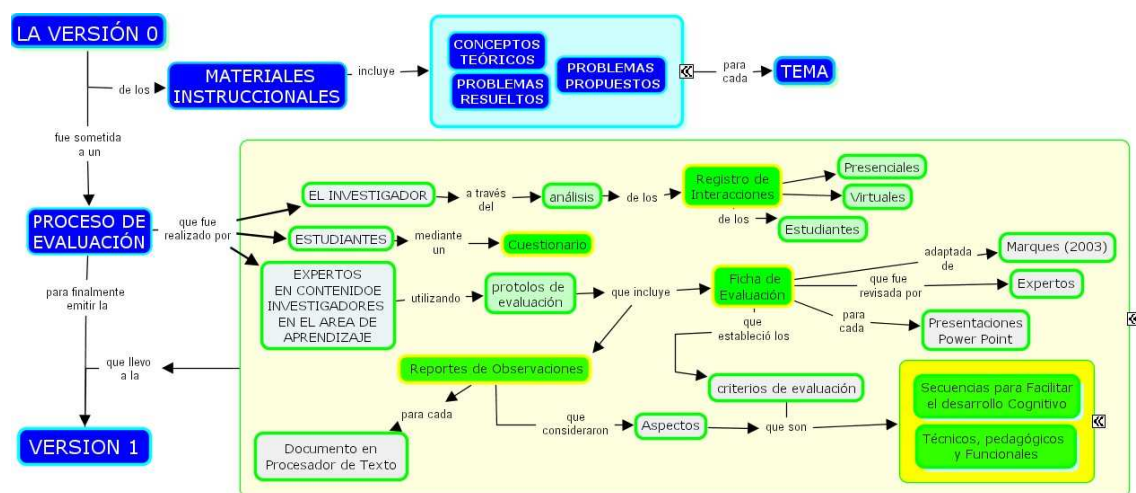 LA VERSIÓN 0
de los
MATERIALES
INSTRUCCIONALES
incluye
CONCEPTOS
TEÓRICOS
PROBLEMAS
RESUELTOS
PROBLEMAS
PROPUESTOS
para
cada
TEMA
fue sometida
a un
PROCESO DE
EVALUACIÓN
que fue
realizado por
EL INVESTIGADOR
a través
del
análisis
de los
Registro de
Interacciones
Presenciales
Virtuales
de los
Estudiantes
ESTUDIANTES
mediante
un
Cuestionario
EXPERTOS
EN CONTENIDOE
INVESTIGADORES
EN EL AREA DE
APRENDIZAJE
utilizando
protolos de
evaluación
que incluye
Ficha de
Evaluación
adaptada
de
Marques (2003)
que fue
revisada por
Expertos
para
cada
Presentaciones
Power Point
que
estableció los
criterios de evaluación
Reportes de Observaciones
para cada
Documento en
Procesador de Texto
que
consideraron
Aspectos
que son
Secuencias para Facilitar
el desarrollo Cognitivo
Técnicos, pedagógicos
y Funcionales
para finalmente
emitir la
que llevo
a la
VERSION 1